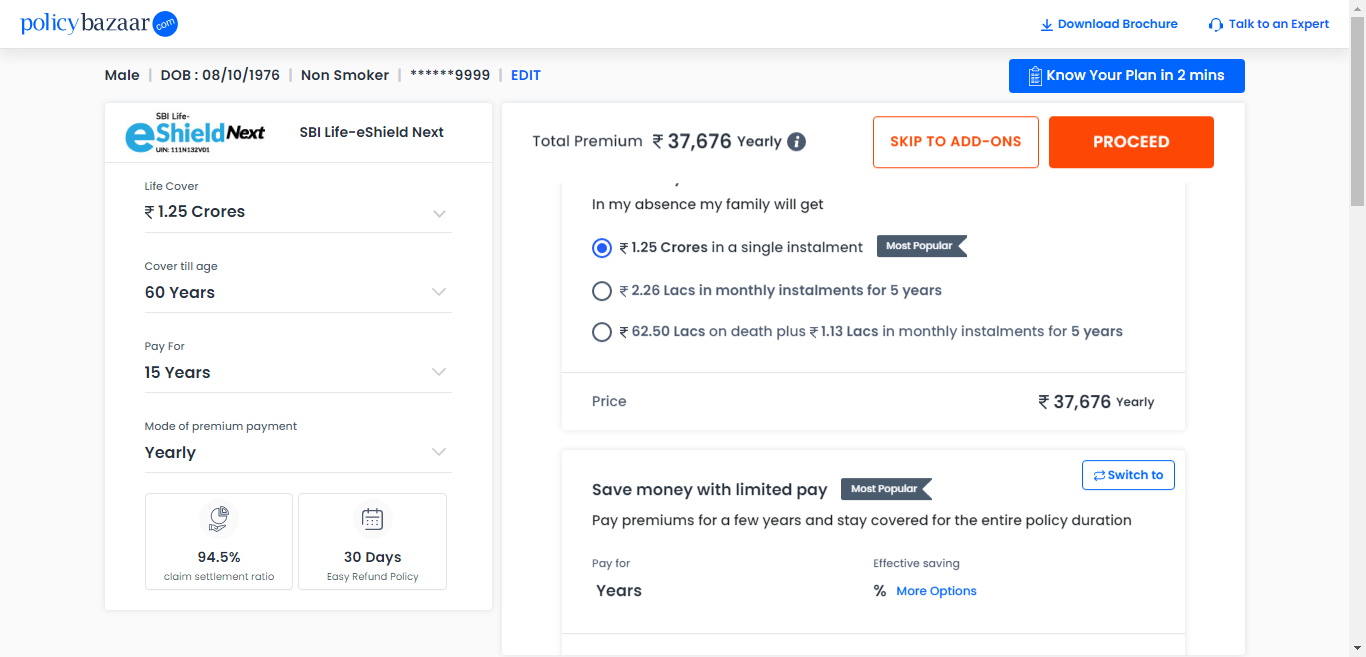 policybazaar.com
Download Brochure
Talk to an Expert
Male | DOB : 08/10/1976 | Non Smoker | ******9999 | EDIT
Know Your Plan in 2 mins
SBI Life-
eShield Next
UIN: 111N132V01
SBI Life-eShield Next
Life Cover
₹ 1.25 Crores
Cover till age
60 Years
Pay For
15 Years
Mode of premium payment
Yearly
94.5%
claim settlement ratio
30 Days
Easy Refund Policy
Total Premium ₹ 37,676 Yearly i
SKIP TO ADD-ONS
PROCEED
In my absence my family will get
₹ 1.25 Crores in a single instalment Most Popular
₹ 2.26 Lacs in monthly instalments for 5 years
₹ 62.50 Lacs on death plus ₹ 1.13 Lacs in monthly instalments for 5 years
Price ₹ 37,676 Yearly
Switch to
Save money with limited pay Most Popular
Pay premiums for a few years and stay covered for the entire policy duration
Pay for
Years
Effective saving
% More Options